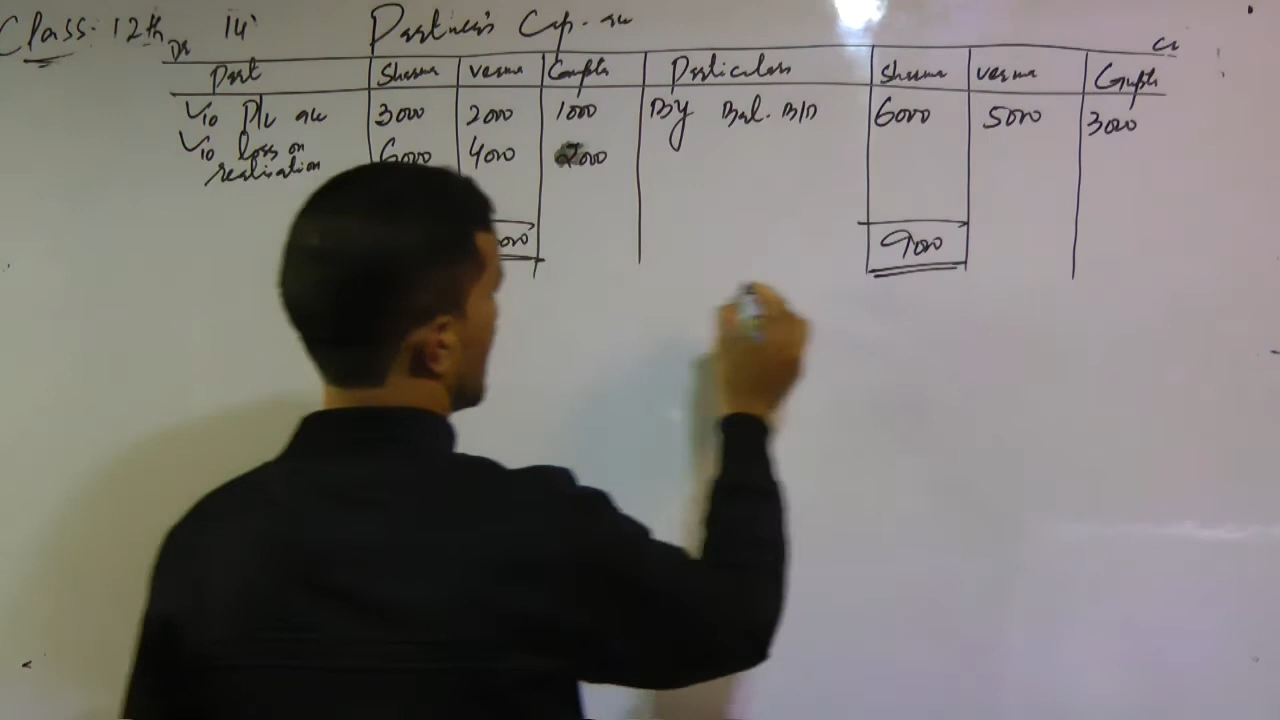 Class. 12th 14 Partner's Cap. a/c
Dr Cr
Part Sharma Verma Gupta Particulars Sharma Verma Gupta
To P/L a/c 3000 2000 1000 By Bal. B/D 6000 5000 3000
To loss on 6000 4000 2000
realisation
9000